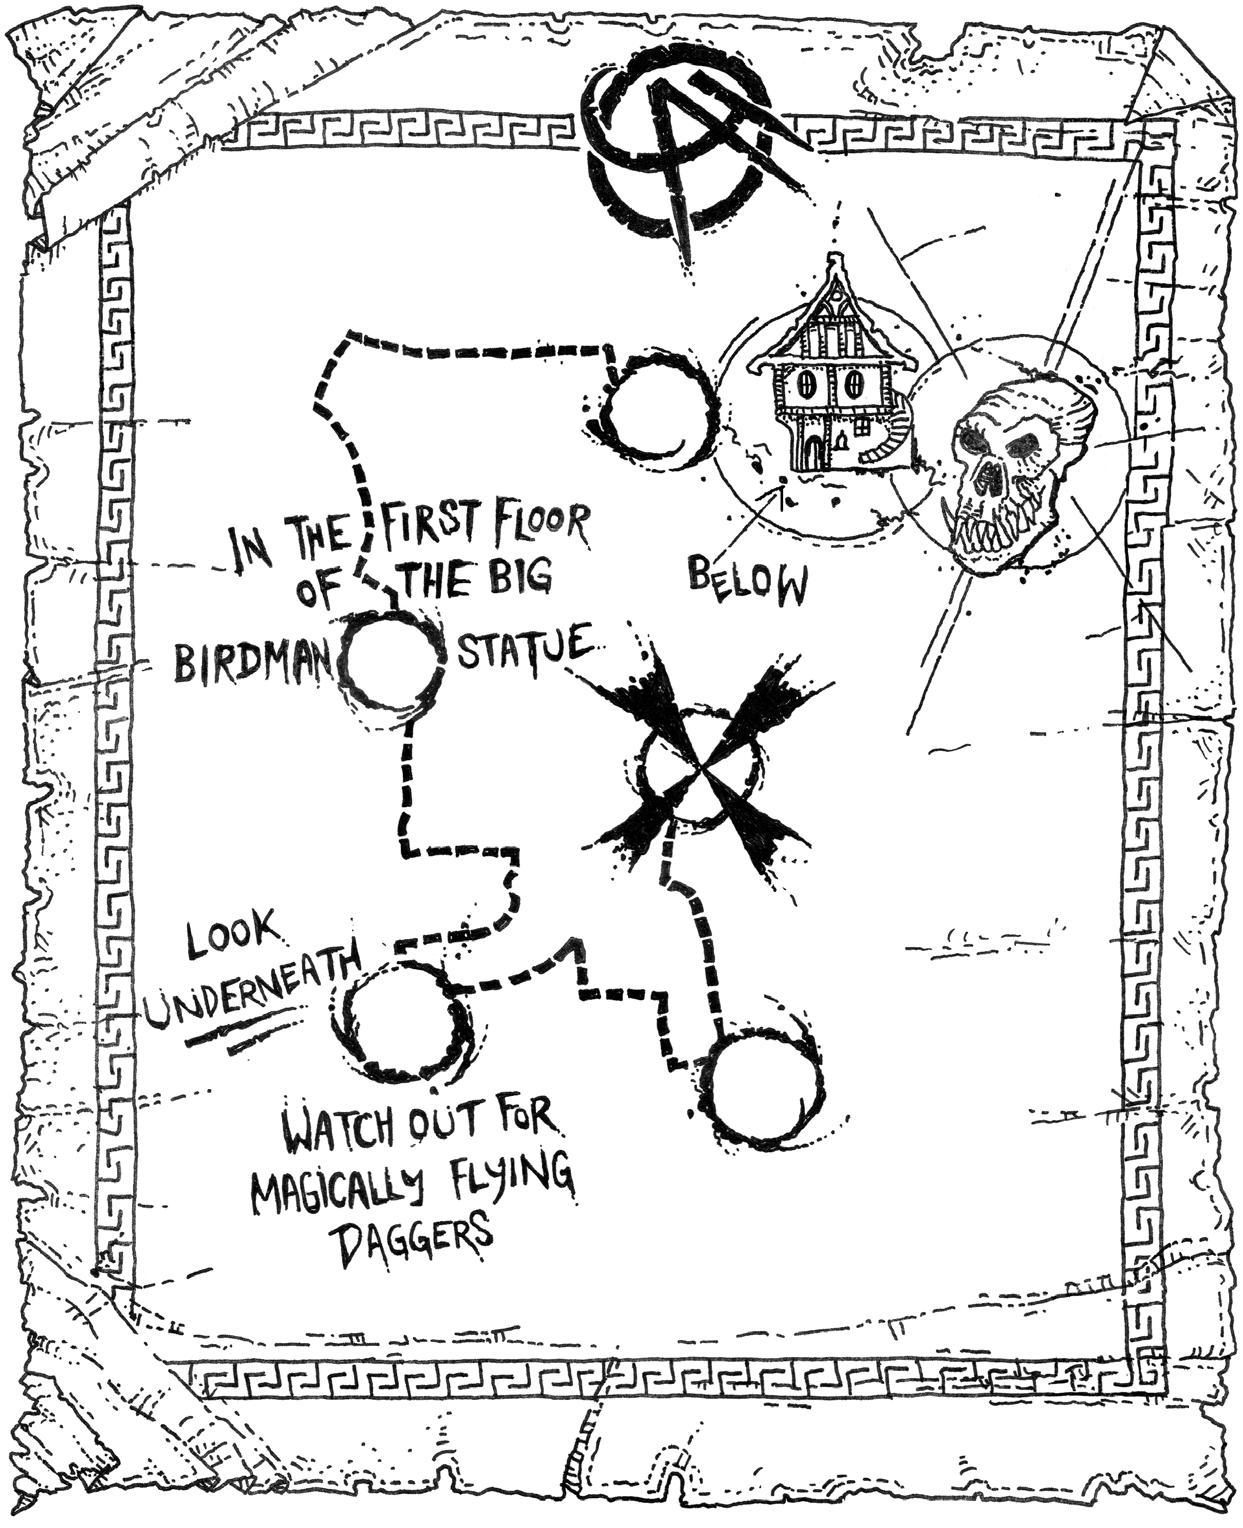 IN THE FIRST FLOOR
OF THE BIG
BIRDMAN STATUE
BELOW
LOOK
UNDERNEATH
WATCH OUT FOR
MAGICALLY FLYING
DAGGERS